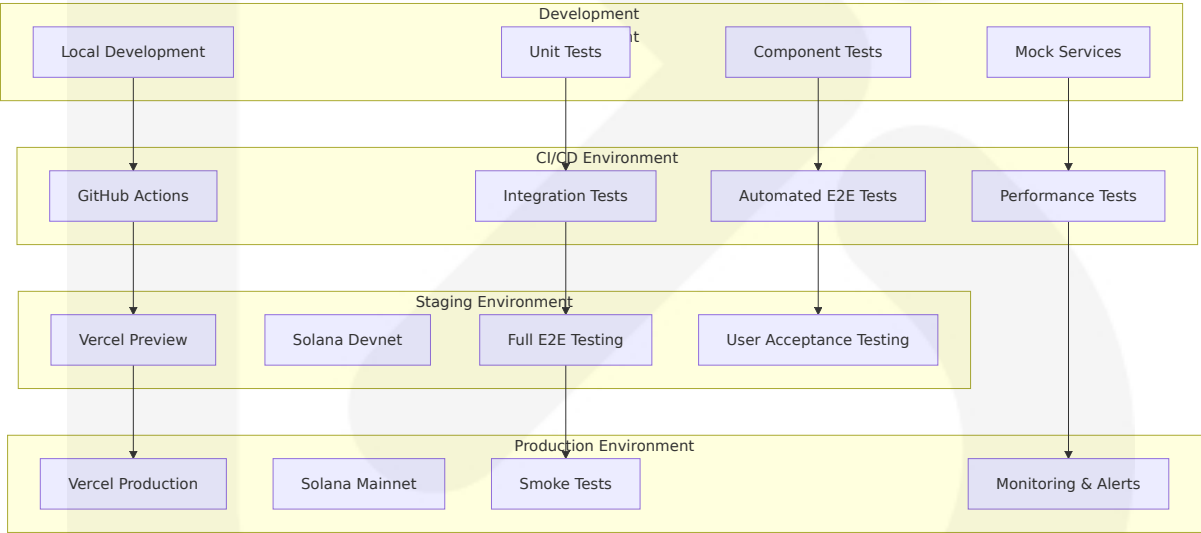 Development
nt
Local Development
Unit Tests
Component Tests
Mock Services
CI/CD Environment
GitHub Actions
Integration Tests
Automated E2E Tests
Performance Tests
Staging Environment
Vercel Preview
Solana Devnet
Full E2E Testing
User Acceptance Testing
Production Environment
Vercel Production
Solana Mainnet
Smoke Tests
Monitoring & Alerts